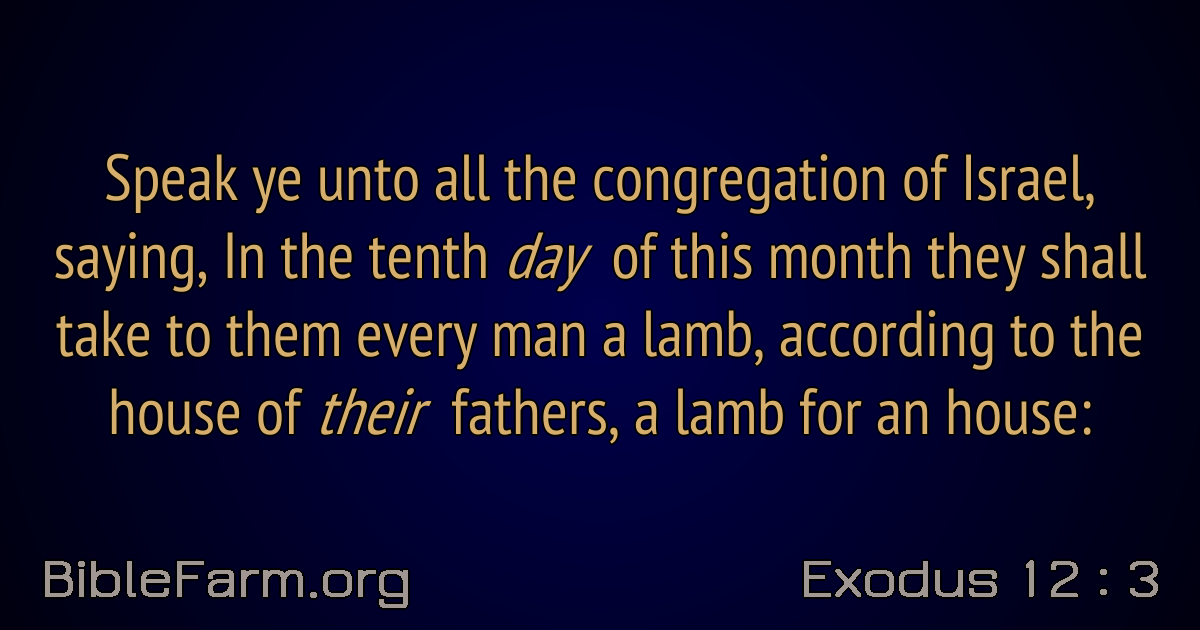 Speak ye unto all the congregation of Israel,
saying, In the tenth day of this month they shall
take to them every man a lamb, according to the
house of their fathers, a lamb for an house:
BibleFarm.org
Exodus 12 : 3